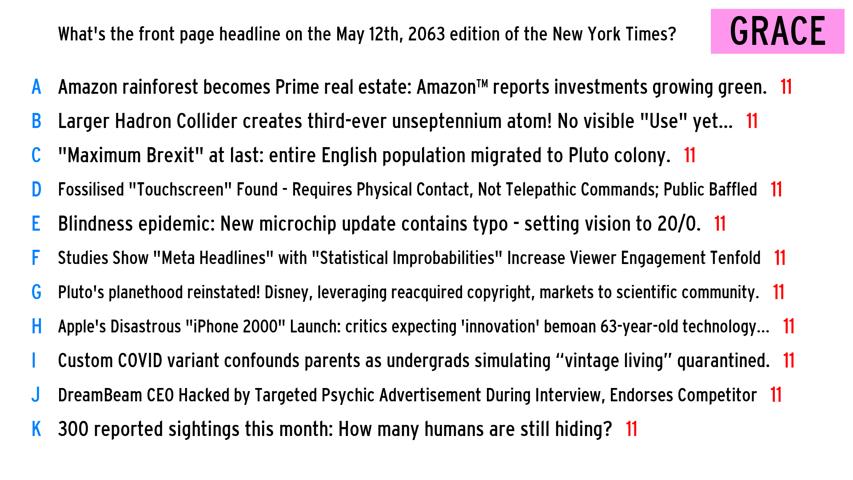 What's the front page headline on the May 12th, 2063 edition of the New York Times?
GRACE
A Amazon rainforest becomes Prime real estate: Amazon™ reports investments growing green. 11
B Larger Hadron Collider creates third-ever unseptennium atom! No visible "Use" yet... 11
C "Maximum Brexit" at last: entire English population migrated to Pluto colony. 11
D Fossilised "Touchscreen" Found - Requires Physical Contact, Not Telepathic Commands; Public Baffled 11
E Blindness epidemic: New microchip update contains typo - setting vision to 20/0. 11
F Studies Show "Meta Headlines" with "Statistical Improbabilities" Increase Viewer Engagement Tenfold 11
G Pluto's planethood reinstated! Disney, leveraging reacquired copyright, markets to scientific community. 11
H Apple's Disastrous "iPhone 2000" Launch: critics expecting 'innovation' bemoan 63-year-old technology... 11
I Custom COVID variant confounds parents as undergrads simulating “vintage living” quarantined. 11
J DreamBeam CEO Hacked by Targeted Psychic Advertisement During Interview, Endorses Competitor 11
K 300 reported sightings this month: How many humans are still hiding? 11